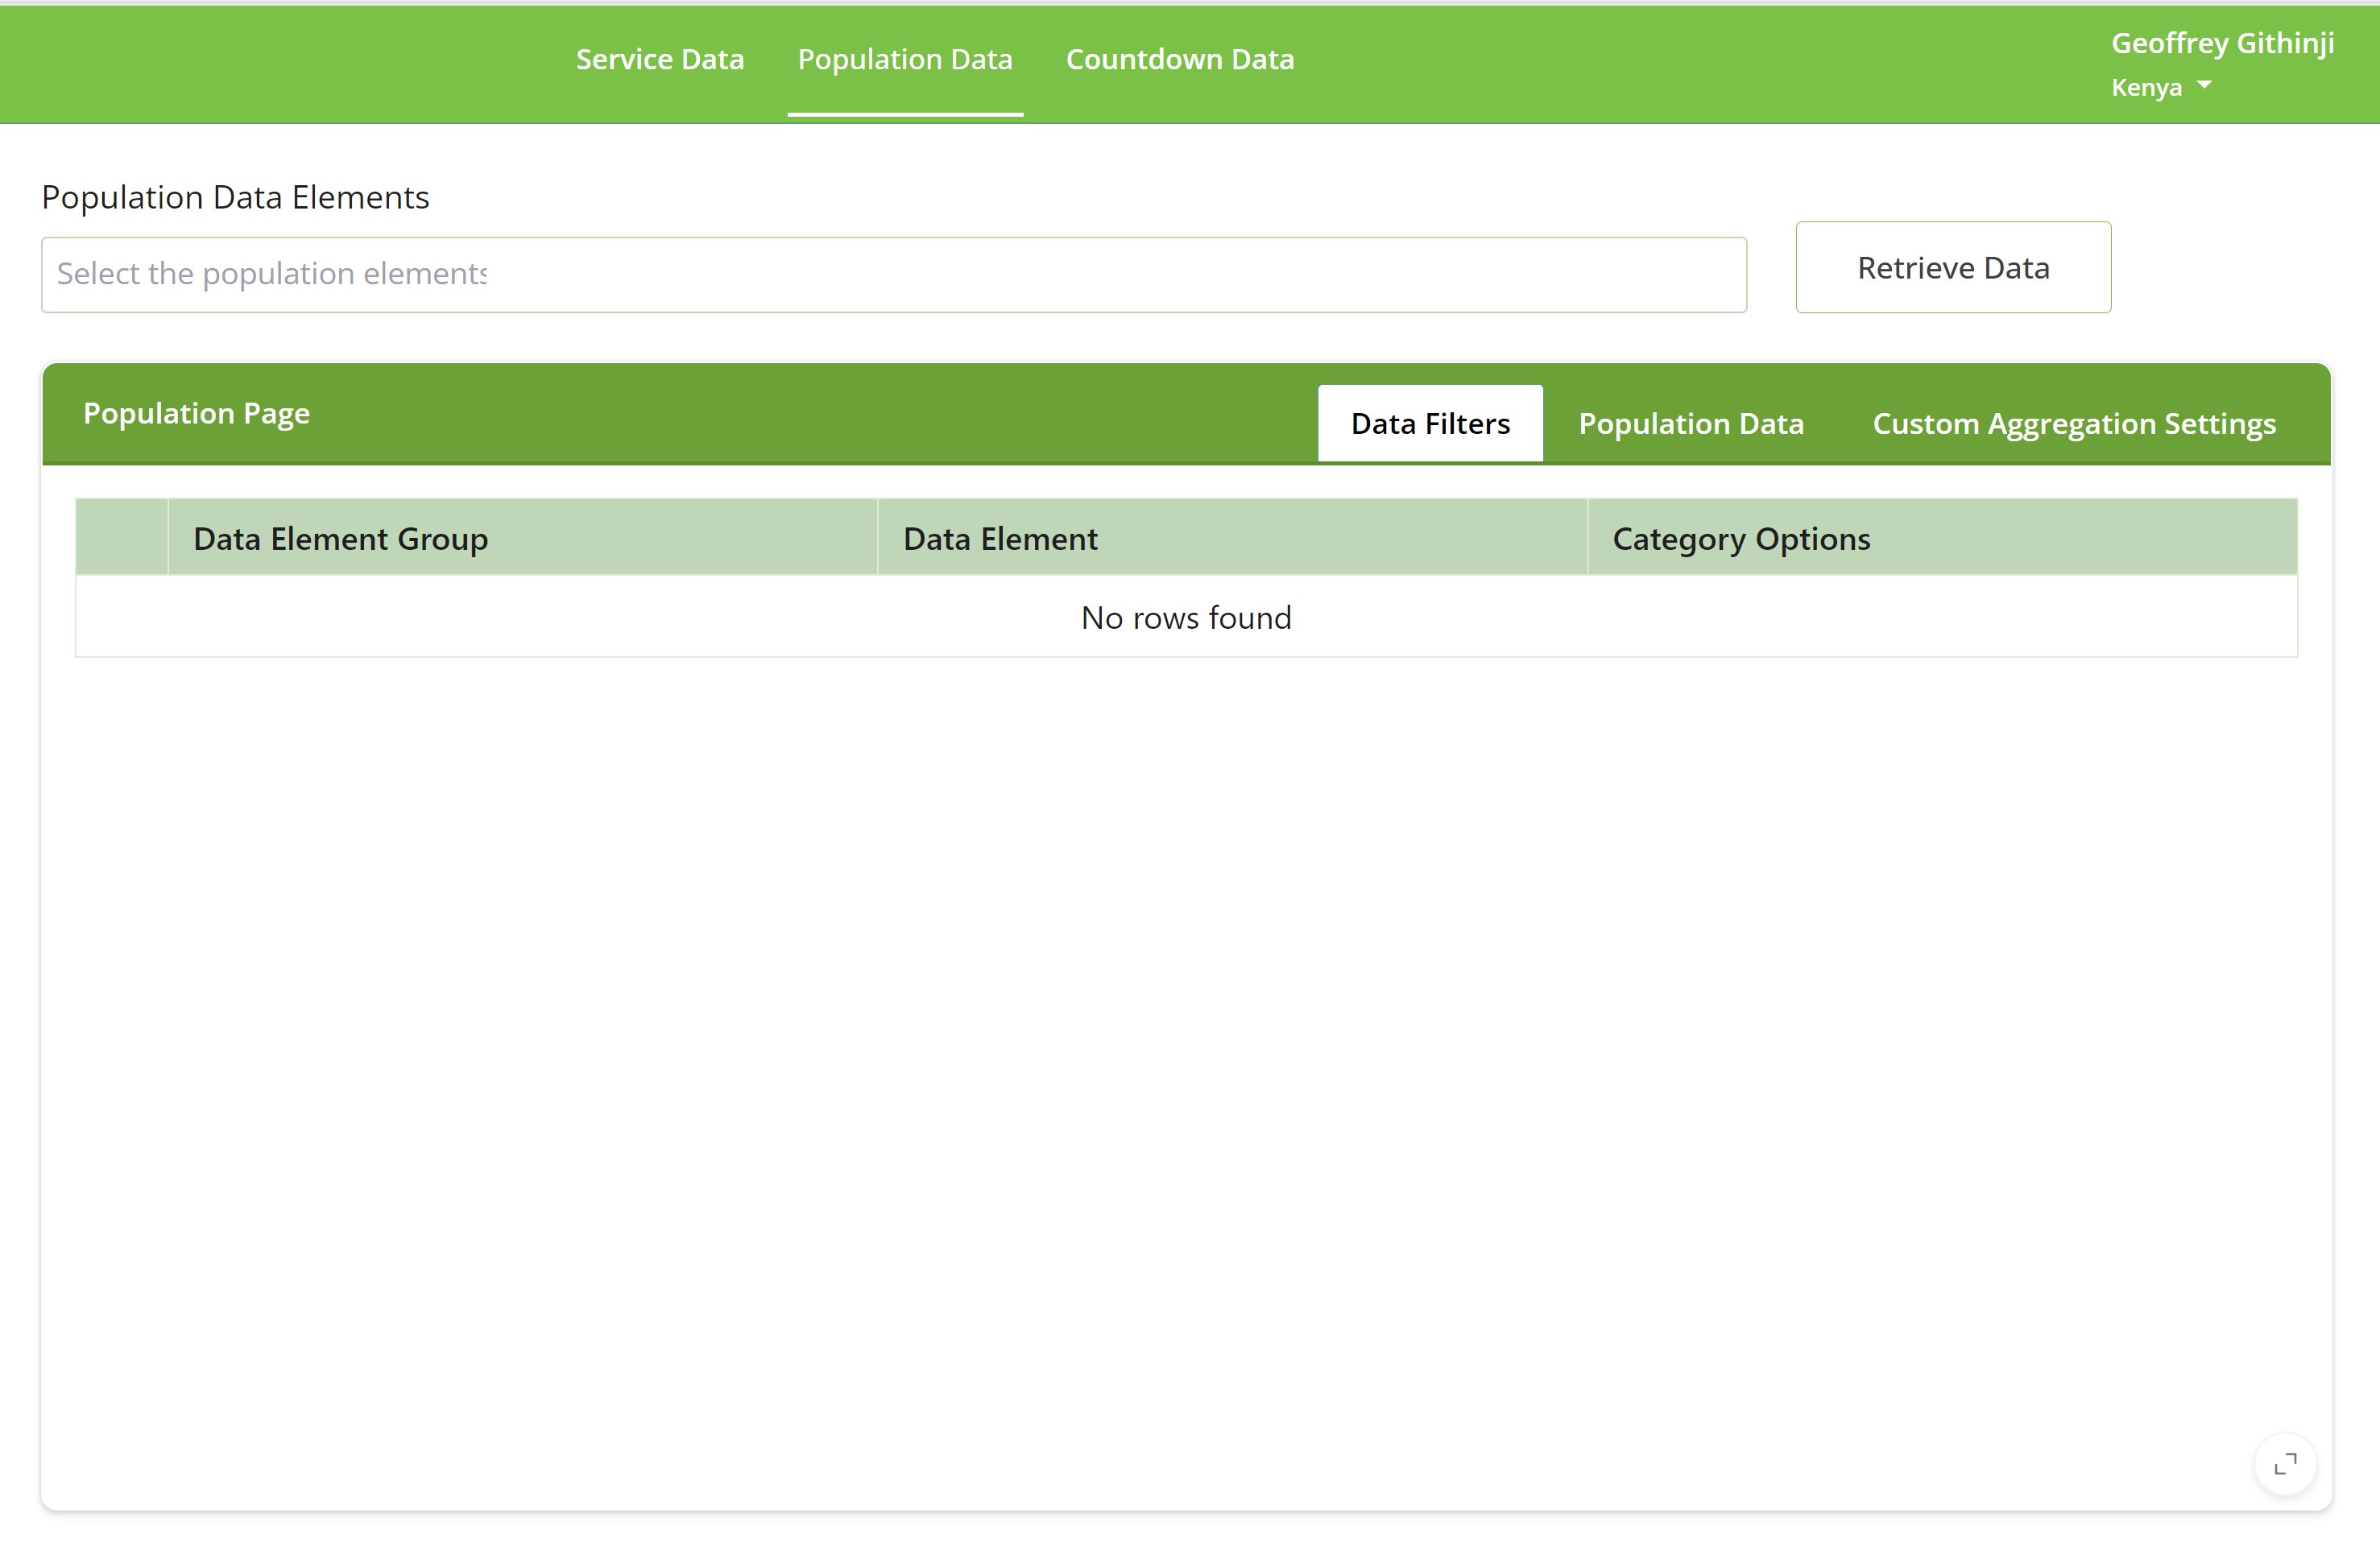 Service Data Population Data Countdown Data
Geoffrey Githinji
Kenya
Population Data Elements
Select the population elements
Retrieve Data
Population Page Data Filters Population Data Custom Aggregation Settings
Data Element Group Data Element Category Options
No rows found